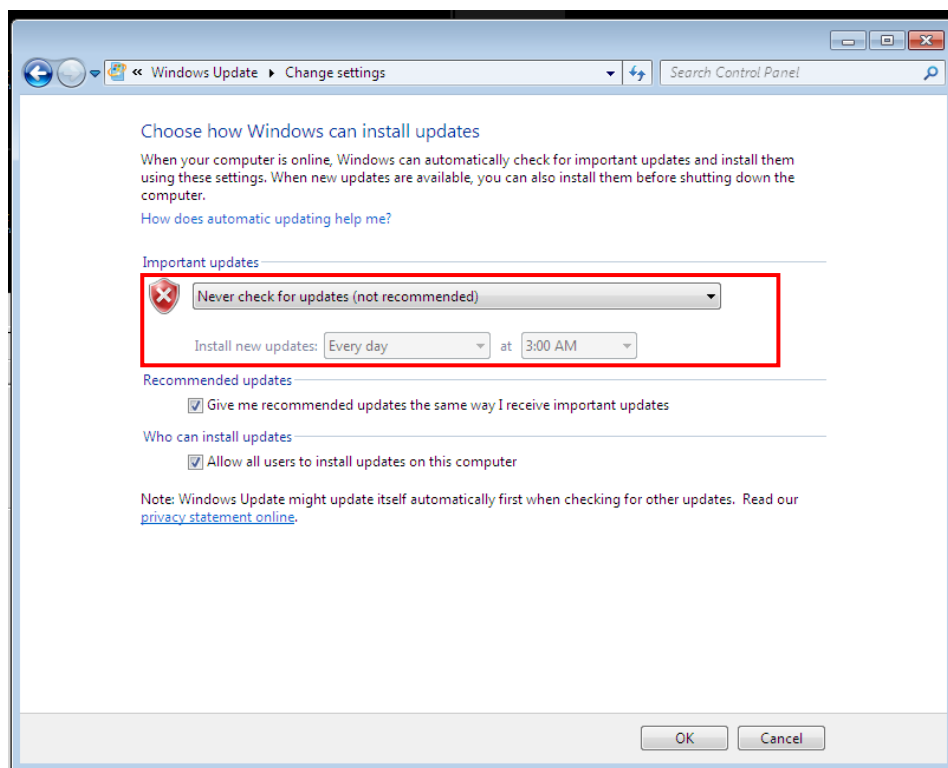 « Windows Update ▸ Change settings
Search Control Panel
Choose how Windows can install updates
When your computer is online, Windows can automatically check for important updates and install them
using these settings. When new updates are available, you can also install them before shutting down the
computer.
How does automatic updating help me?
Important updates
Never check for updates (not recommended)
Install new updates: Every day at 3:00 AM
Recommended updates
Give me recommended updates the same way I receive important updates
Who can install updates
Allow all users to install updates on this computer
Note: Windows Update might update itself automatically first when checking for other updates. Read our
privacy statement online.
OK Cancel